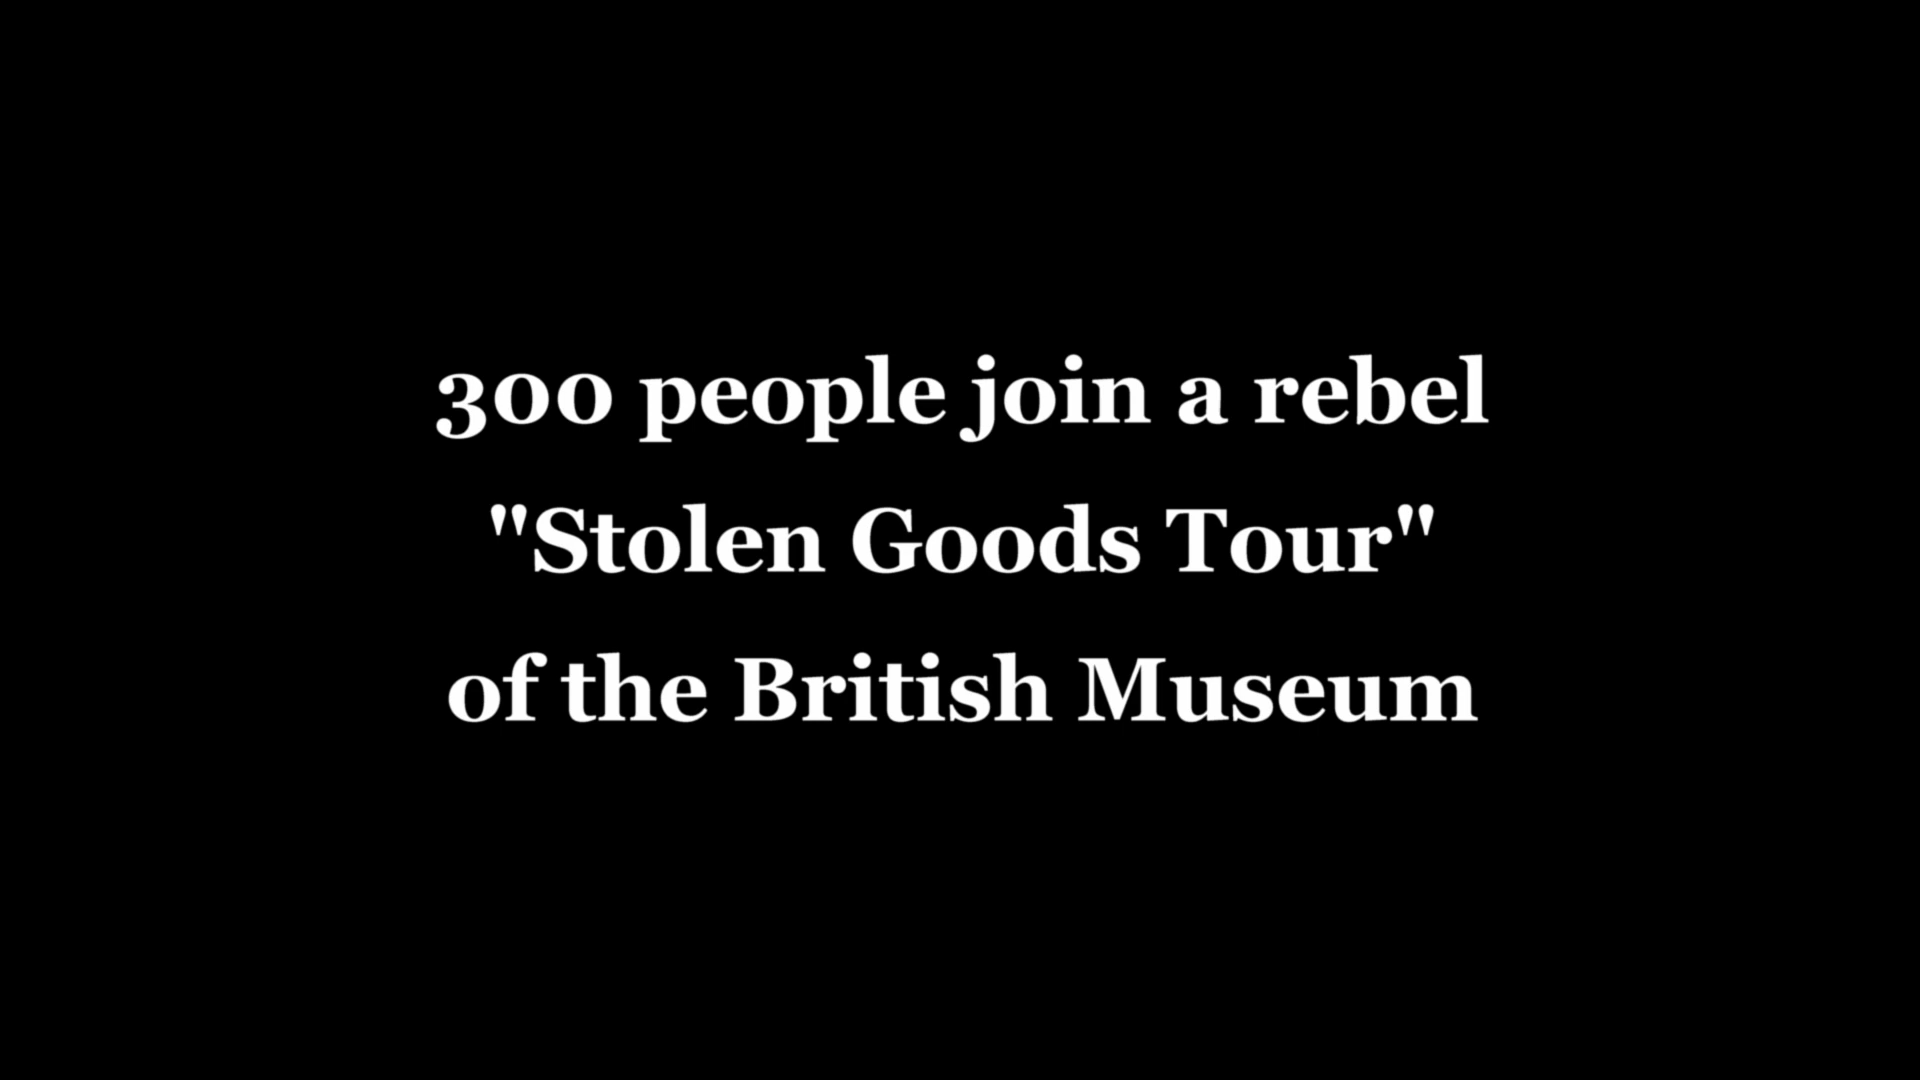 300 people join a rebel
"Stolen Goods Tour"
of the British Museum